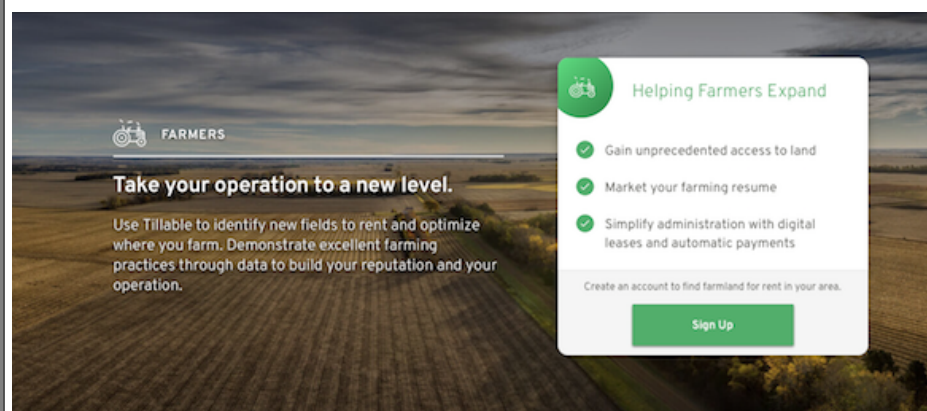 FARMERS
Take your operation to a new level.
Use Tillable to identify new fields to rent and optimize
where you farm. Demonstrate excellent farming
practices through data to build your reputation and your
operation.
Helping Farmers Expand
Gain unprecedented access to land
Market your farming resume
Simplify administration with digital
leases and automatic payments
Create an account to find farmland for rent in your area.
Sign Up